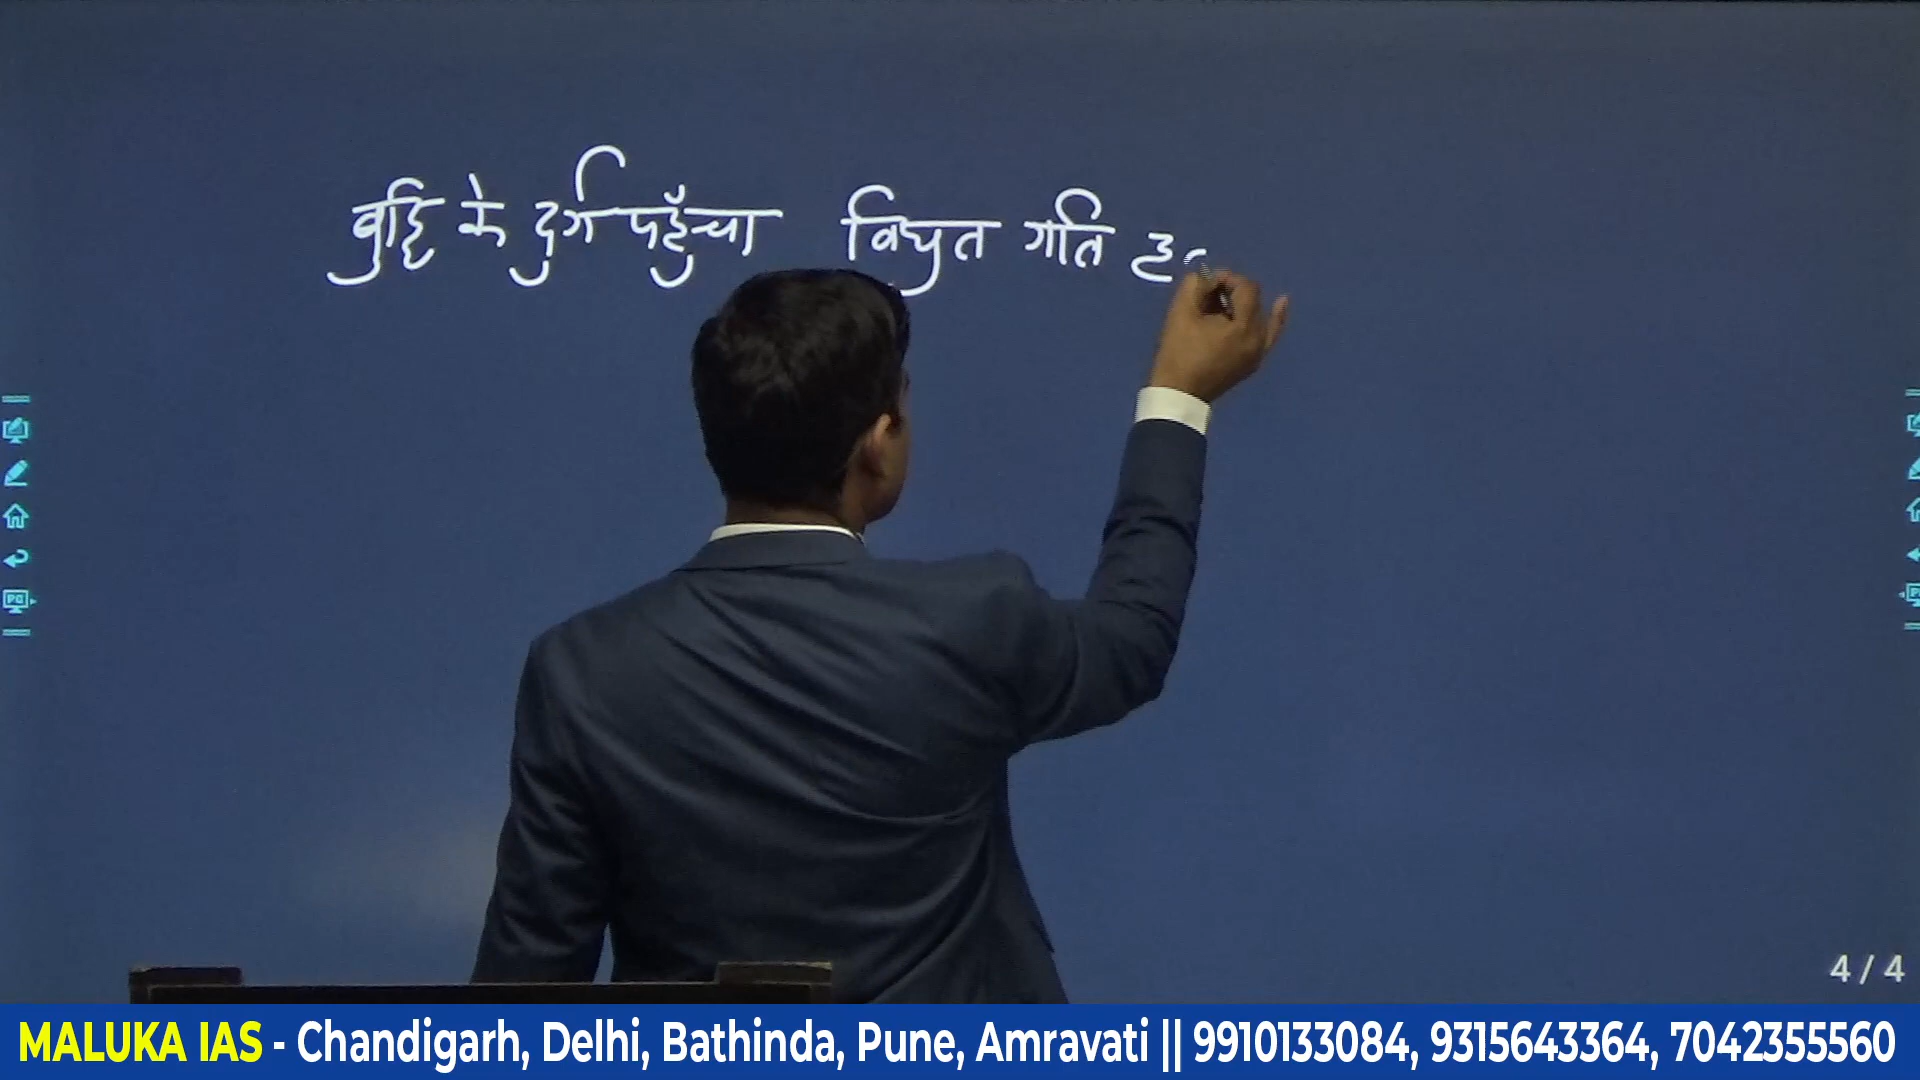 बुद्धि के दुर्ग पहुँचा विद्युत गति
4 / 4
MALUKA IAS - Chandigarh, Delhi, Bathinda, Pune, Amravati || 9910133084, 9315643364, 7042355560